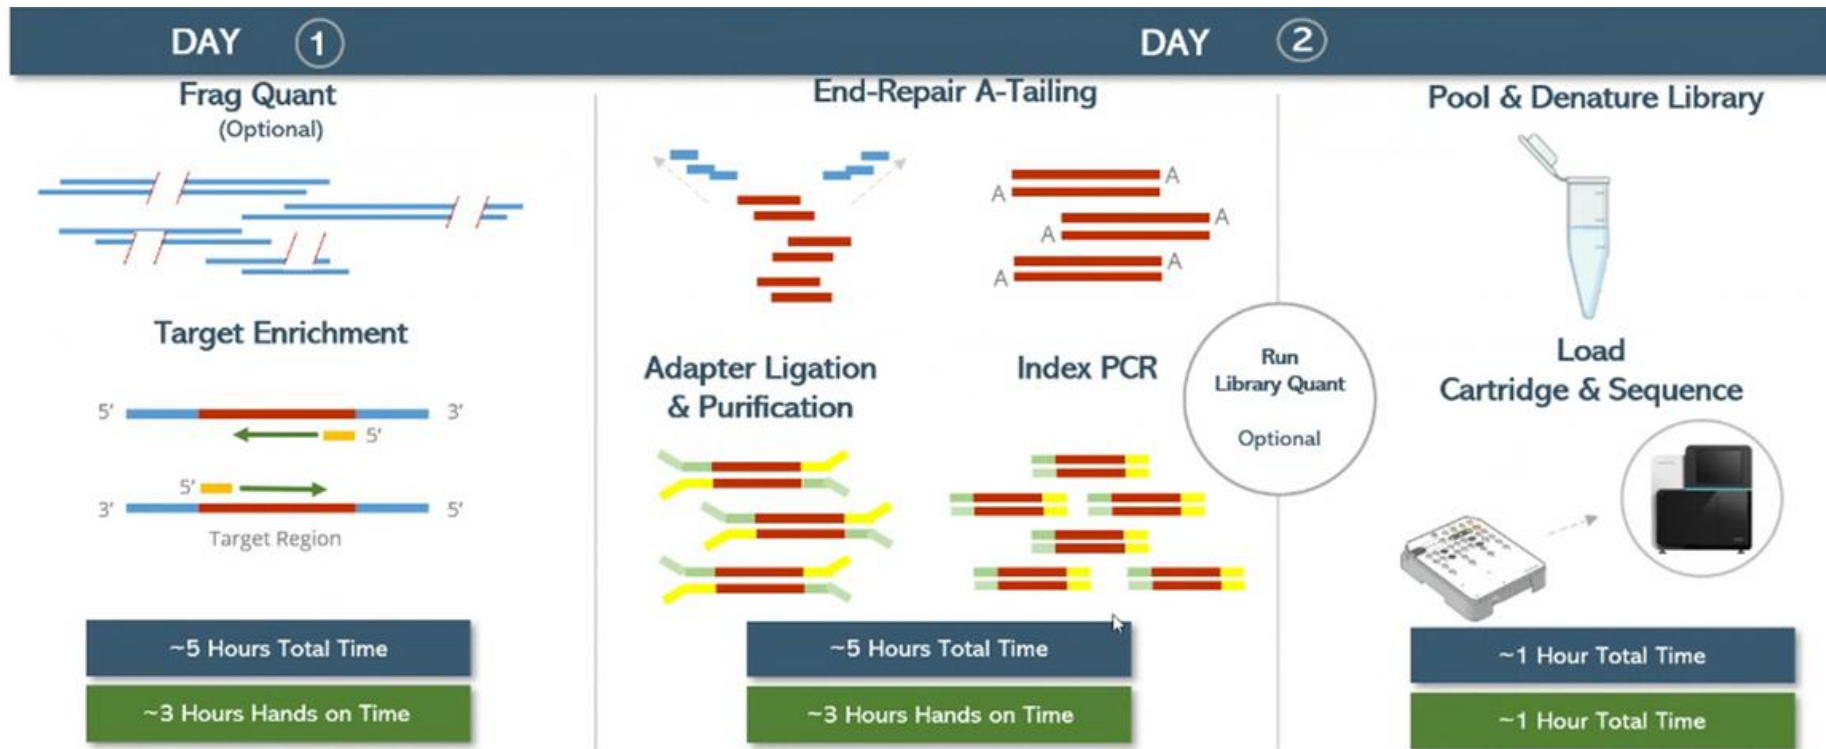 DAY 1
DAY 2
Frag Quant
(Optional)
Target Enrichment
5' 3'
5'
5'
3' 5'
Target Region
~5 Hours Total Time
~3 Hours Hands on Time
End-Repair A-Tailing
A
A
A
A
A
A
Adapter Ligation
& Purification
Index PCR
Run
Library Quant
Optional
~5 Hours Total Time
~3 Hours Hands on Time
Pool & Denature Library
Load
Cartridge & Sequence
~1 Hour Total Time
~1 Hour Total Time